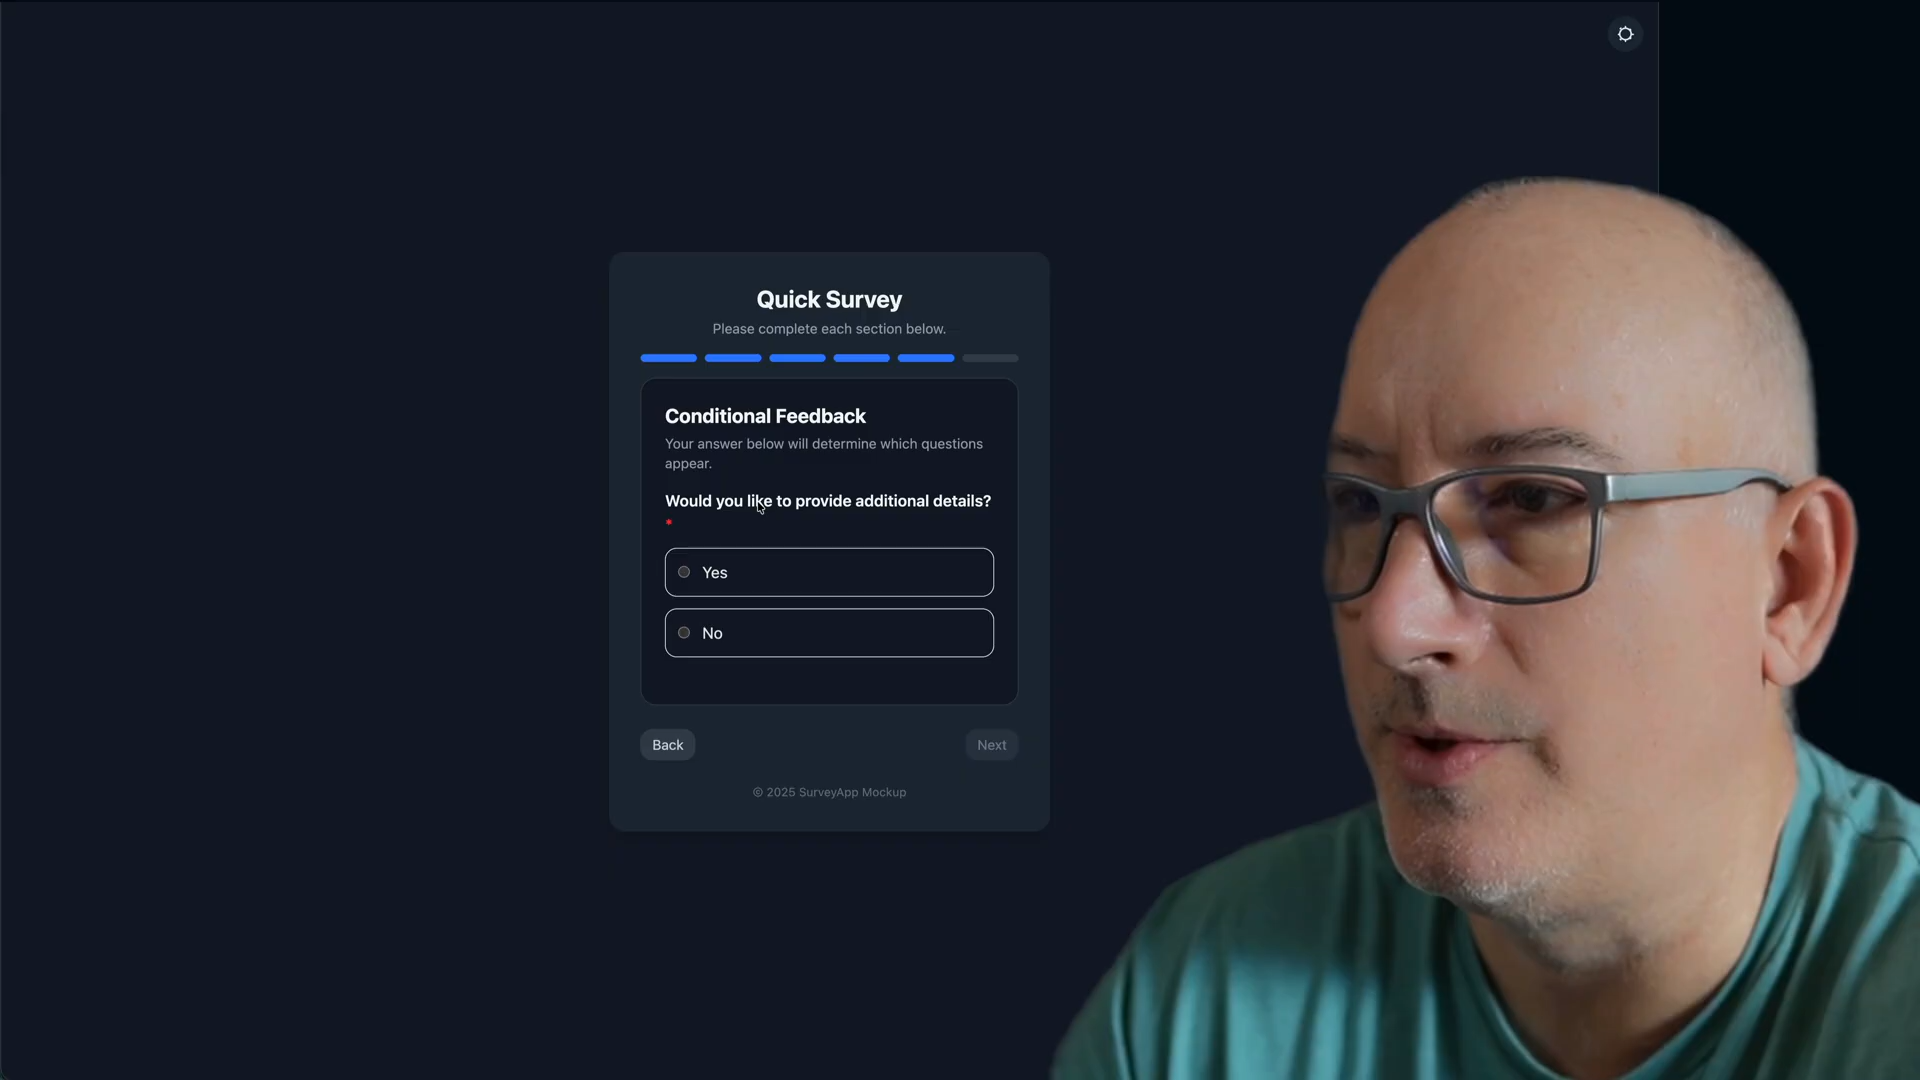 Quick Survey
Please complete each section below.
Conditional Feedback
Your answer below will determine which questions
appear.
Would you like to provide additional details?
*
Yes
No
Back
Next
© 2025 SurveyApp Mockup